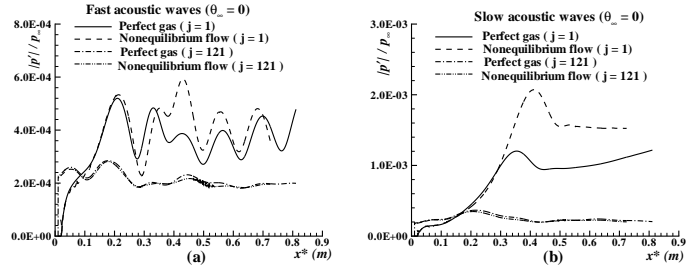 Fast acoustic waves (θ∞ = 0)
Perfect gas ( j = 1)
Nonequilibrium flow ( j = 1)
Perfect gas ( j = 121)
Nonequilibrium flow ( j = 121 )
|p'| / p∞
8.0E-04
6.0E-04
4.0E-04
2.0E-04
0.0E+00
0 0.1 0.2 0.3 0.4 0.5 0.6 0.7 0.8 0.9
x* (m)
(a)
Slow acoustic waves (θ∞ = 0)
Perfect gas ( j = 1)
Nonequilibrium flow ( j = 1)
Perfect gas ( j = 121)
Nonequilibrium flow ( j = 121 )
|p'| / p∞
3.0E-03
2.0E-03
1.0E-03
0.0E+00
0 0.1 0.2 0.3 0.4 0.5 0.6 0.7 0.8 0.9
x* (m)
(b)